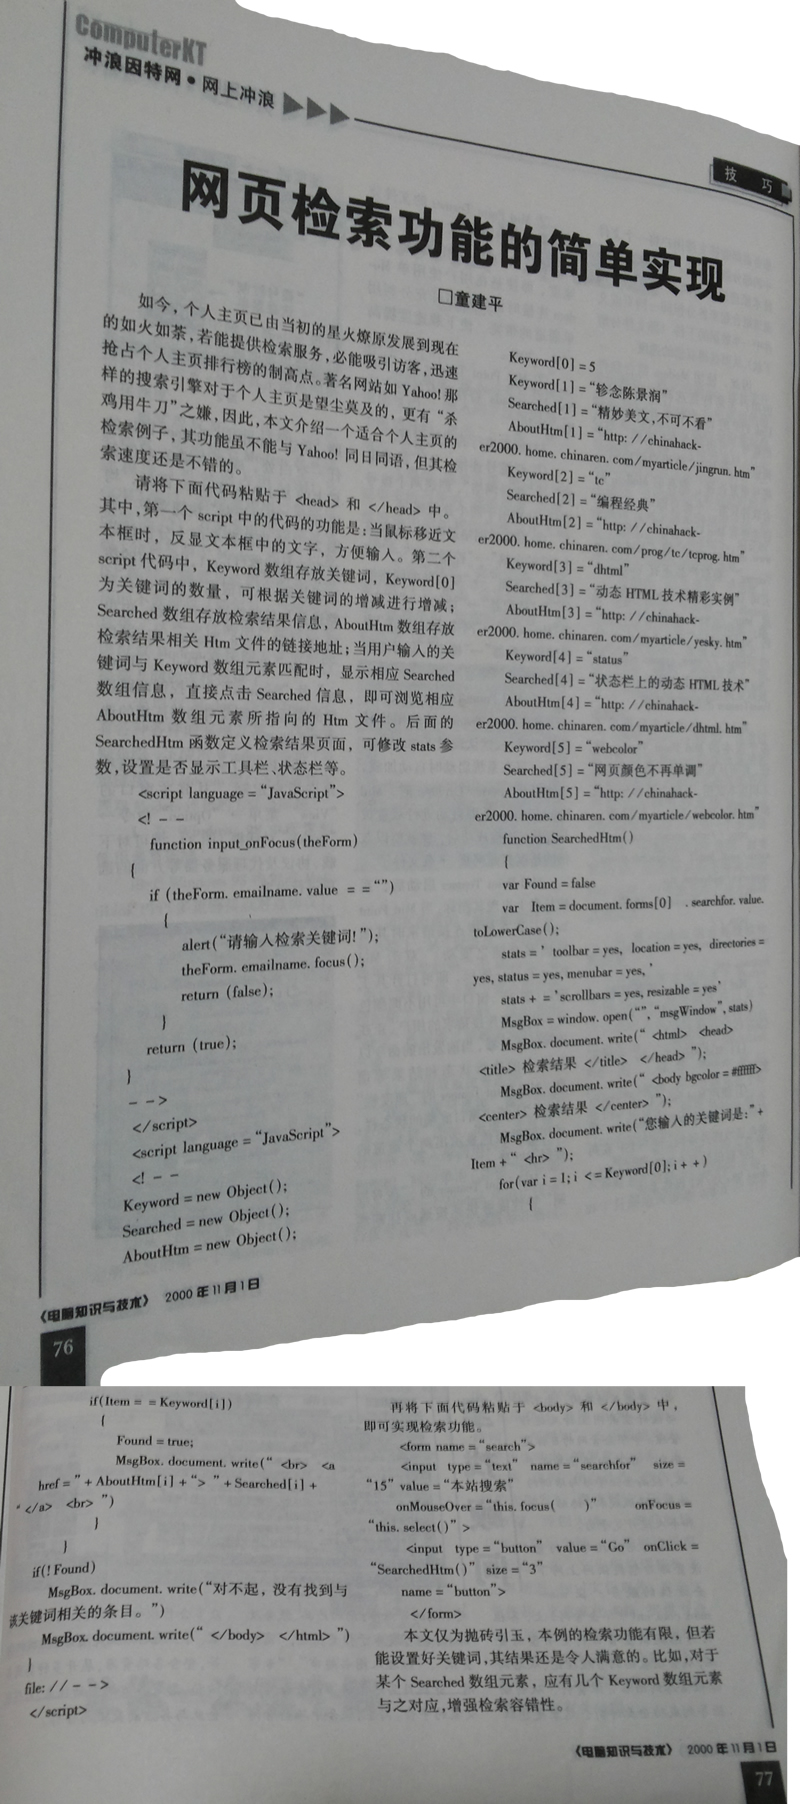 ComputerKT
冲浪因特网•网上冲浪
技 巧
网页检索功能的简单实现
□童建平
如今,个人主页已由当初的星火燎原发展到现在
的如火如荼,若能提供检索服务,必能吸引访客,迅速
抢占个人主页排行榜的制高点。著名网站如 Yahoo! 那
样的搜索引擎对于个人主页是望尘莫及的,更有“杀
鸡用牛刀”之嫌,因此,本文介绍一个适合个人主页的
检索例子,其功能虽不能与 Yahoo! 同日同语,但其检
索速度还是不错的。
请将下面代码粘贴于 <head> 和 </head> 中。
其中,第一个 script 中的代码的功能是:当鼠标移近文
本框时,反显文本框中的文字,方便输入。第二个
script 代码中,Keyword 数组存放关键词,Keyword[0]
为关键词的数量,可根据关键词的增减进行增减;
Searched 数组存放检索结果信息,AboutHtm 数组存放
检索结果相关 Htm 文件的链接地址;当用户输入的关
键词与 Keyword 数组元素匹配时,显示相应 Searched
数组信息,直接点击 Searched 信息,即可浏览相应
AboutHtm 数组元素所指向的 Htm 文件。后面的
SearchedHtm 函数定义检索结果页面,可修改 stats 参
数,设置是否显示工具栏、状态栏等。
<script language = “JavaScript”>
<! - -
function input_onFocus(theForm)
{
if (theForm. emailname. value = = “”)
{
alert(“请输入检索关键词! ”);
theForm. emailname. focus();
return (false);
}
return (true);
}
- - >
</script>
<script language = “JavaScript”>
<! - -
Keyword = new Object();
Searched = new Object();
AboutHtm = new Object();
Keyword[0] = 5
Keyword[1] = “轸念陈景润”
Searched[1] = “精妙美文,不可不看”
AboutHtm[1] = “http: //chinahack-
er2000. home. chinaren. com/myarticle/jingrun. htm”
Keyword[2] = “tc”
Searched[2] = “编程经典”
AboutHtm[2] = “http: //chinahack-
er2000. home. chinaren. com/prog/tc/tcprog. htm”
Keyword[3] = “dhtml”
Searched[3] = “动态 HTML 技术精彩实例”
AboutHtm[3] = “http: //chinahack-
er2000. home. chinaren. com/myarticle/yesky. htm”
Keyword[4] = “status”
Searched[4] = “状态栏上的动态 HTML 技术”
AboutHtm[4] = “http: //chinahack-
er2000. home. chinaren. com/myarticle/dhtml. htm”
Keyword[5] = “webcolor”
Searched[5] = “网页颜色不再单调”
AboutHtm[5] = “http: //chinahack-
er2000. home. chinaren. com/myarticle/webcolor. htm”
function SearchedHtm()
{
var Found = false
var Item = document. forms[0] . searchfor. value.
toLowerCase();
stats = ' toolbar = yes, location = yes, directories =
yes, status = yes, menubar = yes, '
stats + = 'scrollbars = yes, resizable = yes'
MsgBox = window. open(“”, “msgWindow”, stats)
MsgBox. document. write(“ <html> <head>
<title> 检索结果 </title> </head> ”);
MsgBox. document. write(“ <body bgcolor = #ffffff>
<center> 检索结果 </center> ”);
MsgBox. document. write(“您输入的关键词是:”+
Item + “ <hr> ”);
for(var i = 1; i <= Keyword[0]; i + +)
{
《电脑知识与技术》 2000 年 11 月 1 日
76
if(Item = = Keyword[i])
{
Found = true;
MsgBox. document. write(“ <br> <a
href = ” + AboutHtm[i] + “> ” + Searched[i] +
“ </a> <br> ”)
}
}
if(! Found)
MsgBox. document. write(“对不起,没有找到与
该关键词相关的条目。”)
MsgBox. document. write(“ </body> </html> ”)
}
file: // - - >
</script>
再将下面代码粘贴于 <body> 和 </body> 中,
即可实现检索功能。
<form name = “search”>
<input type = “text” name = “searchfor” size =
“15” value = “本站搜索”
onMouseOver = “this. focus( )” onFocus =
“this. select()” >
<input type = “button” value = “Go” onClick =
“SearchedHtm()” size = “3”
name = “button”>
</form>
本文仅为抛砖引玉,本例的检索功能有限,但若
能设置好关键词,其结果还是令人满意的。比如,对于
某个 Searched 数组元素,应有几个 Keyword 数组元素
与之对应,增强检索容错性。
《电脑知识与技术》 2000 年 11 月 1 日
77